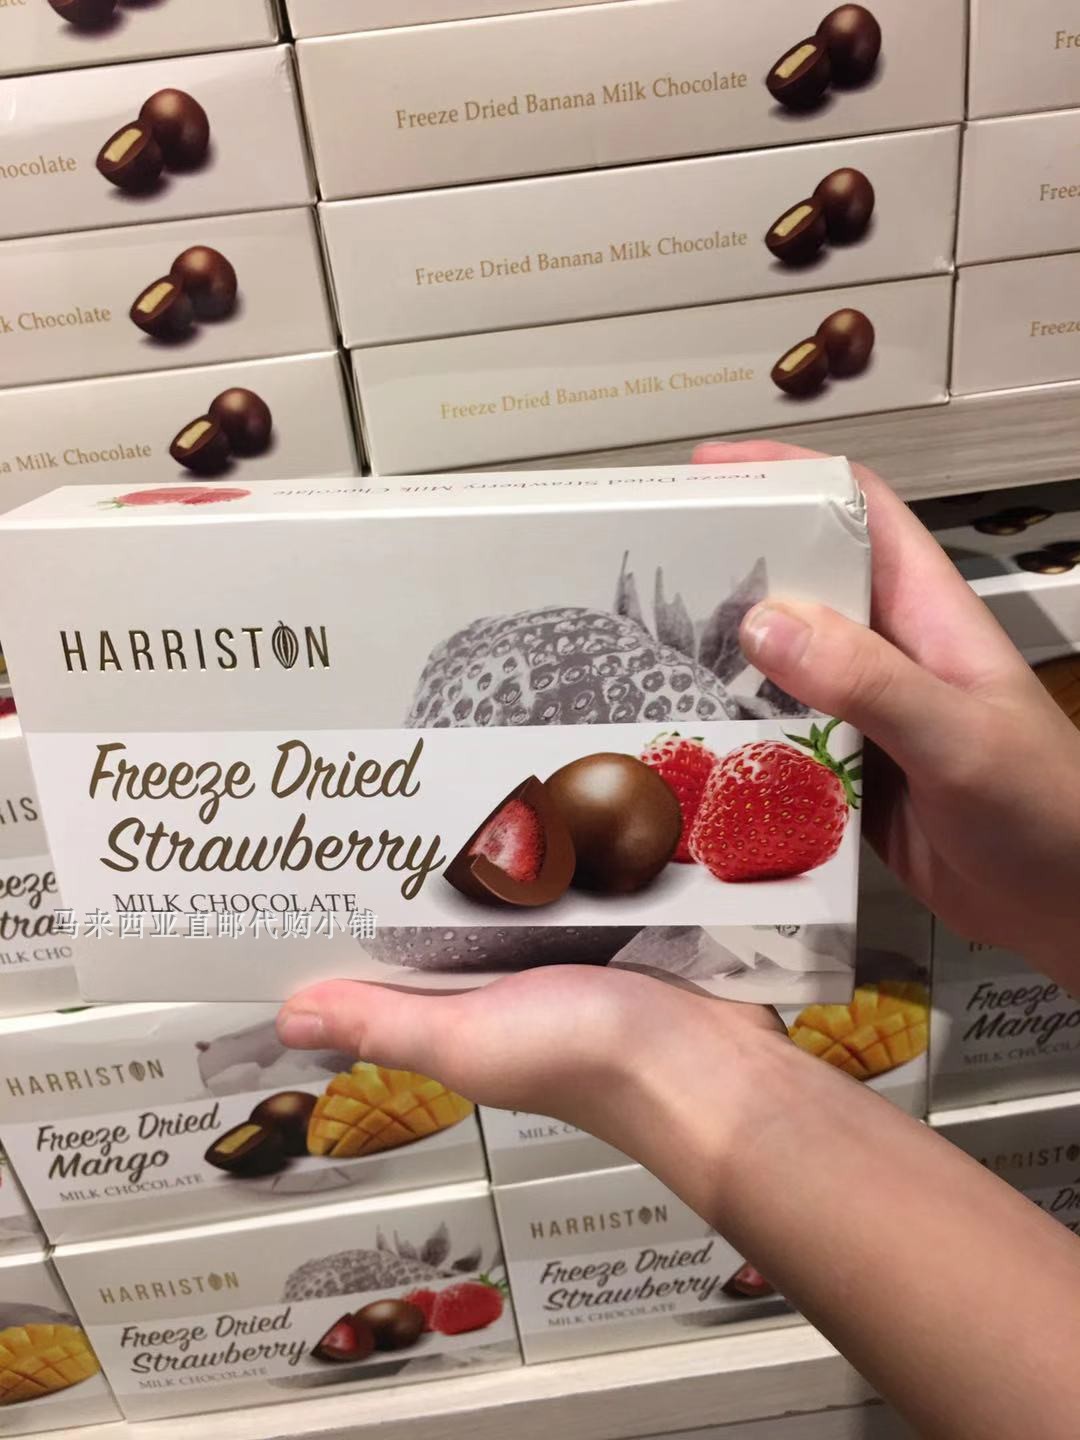 Freeze Dried Banana Milk Chocolate
Chocolate
Freeze Dried Banana Milk Chocolate
Chocolate
Freeze Dried Banana Milk Chocolate
Freeze
Milk Chocolate
Freeze Dried Strawberry Milk Chocolate
HARRISTON
Freeze Dried
Strawberry
MILK CHOCOLATE
马来西亚直邮代购小铺
HARRISTON
Freeze Dried
Mango
MILK CHOCOLATE
Freeze
Mango
MILK CHOCOLATE
HARRISTON
Freeze Dried
Strawberry
MILK CHOCOLATE
HARRISTON
Freeze Dried
Strawberry
MILK CHOCOLATE